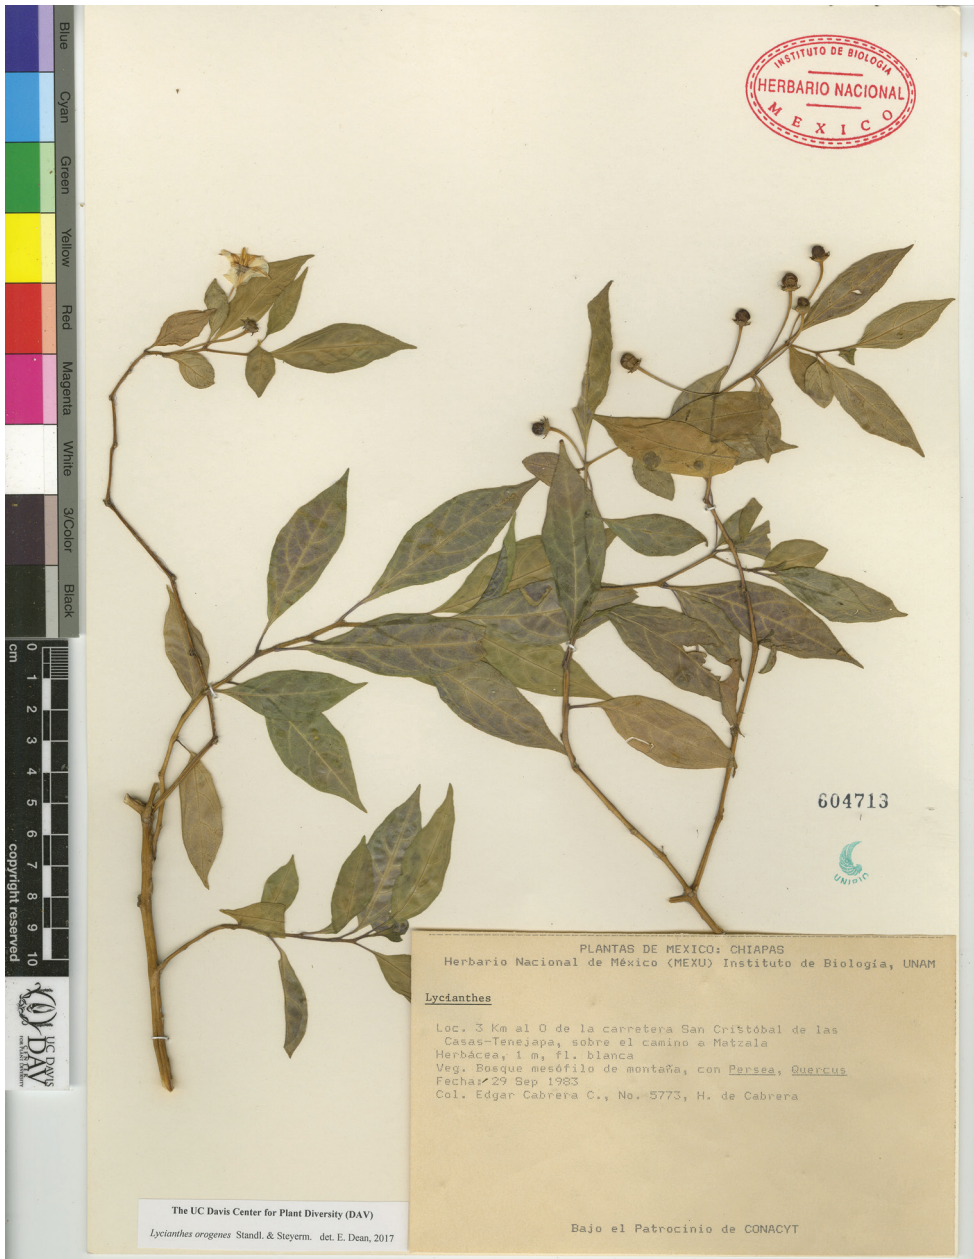 Blue
Cyan
Green
Yellow
Red
Magenta
White
3/Color
Black
INSTITUTO DE BIOLOGIA
HERBARIO NACIONAL
MEXICO
0 1 2 3 4 5 6 7 8 9 10
cm
copyright reserved
UC DAVIS
CENTER
FOR PLANT DIVERSITY
DAV
604713
UNIBIO
PLANTAS DE MEXICO: CHIAPAS
Herbario Nacional de México (MEXU) Instituto de Biología, UNAM
Lycianthes
Loc. 3 Km al O de la carretera San Cristóbal de las
Casas-Tenejapa, sobre el camino a Matzala
Herbácea, 1 m, fl. blanca
Veg. Bosque mesófilo de montaña, con Persea, Quercus
Fecha: 29 Sep 1983
Col. Edgar Cabrera C., No. 5773, H. de Cabrera
Bajo el Patrocinio de CONACYT
The UC Davis Center for Plant Diversity (DAV)
Lycianthes orogenes Standl. & Steyerm. det. E. Dean, 2017